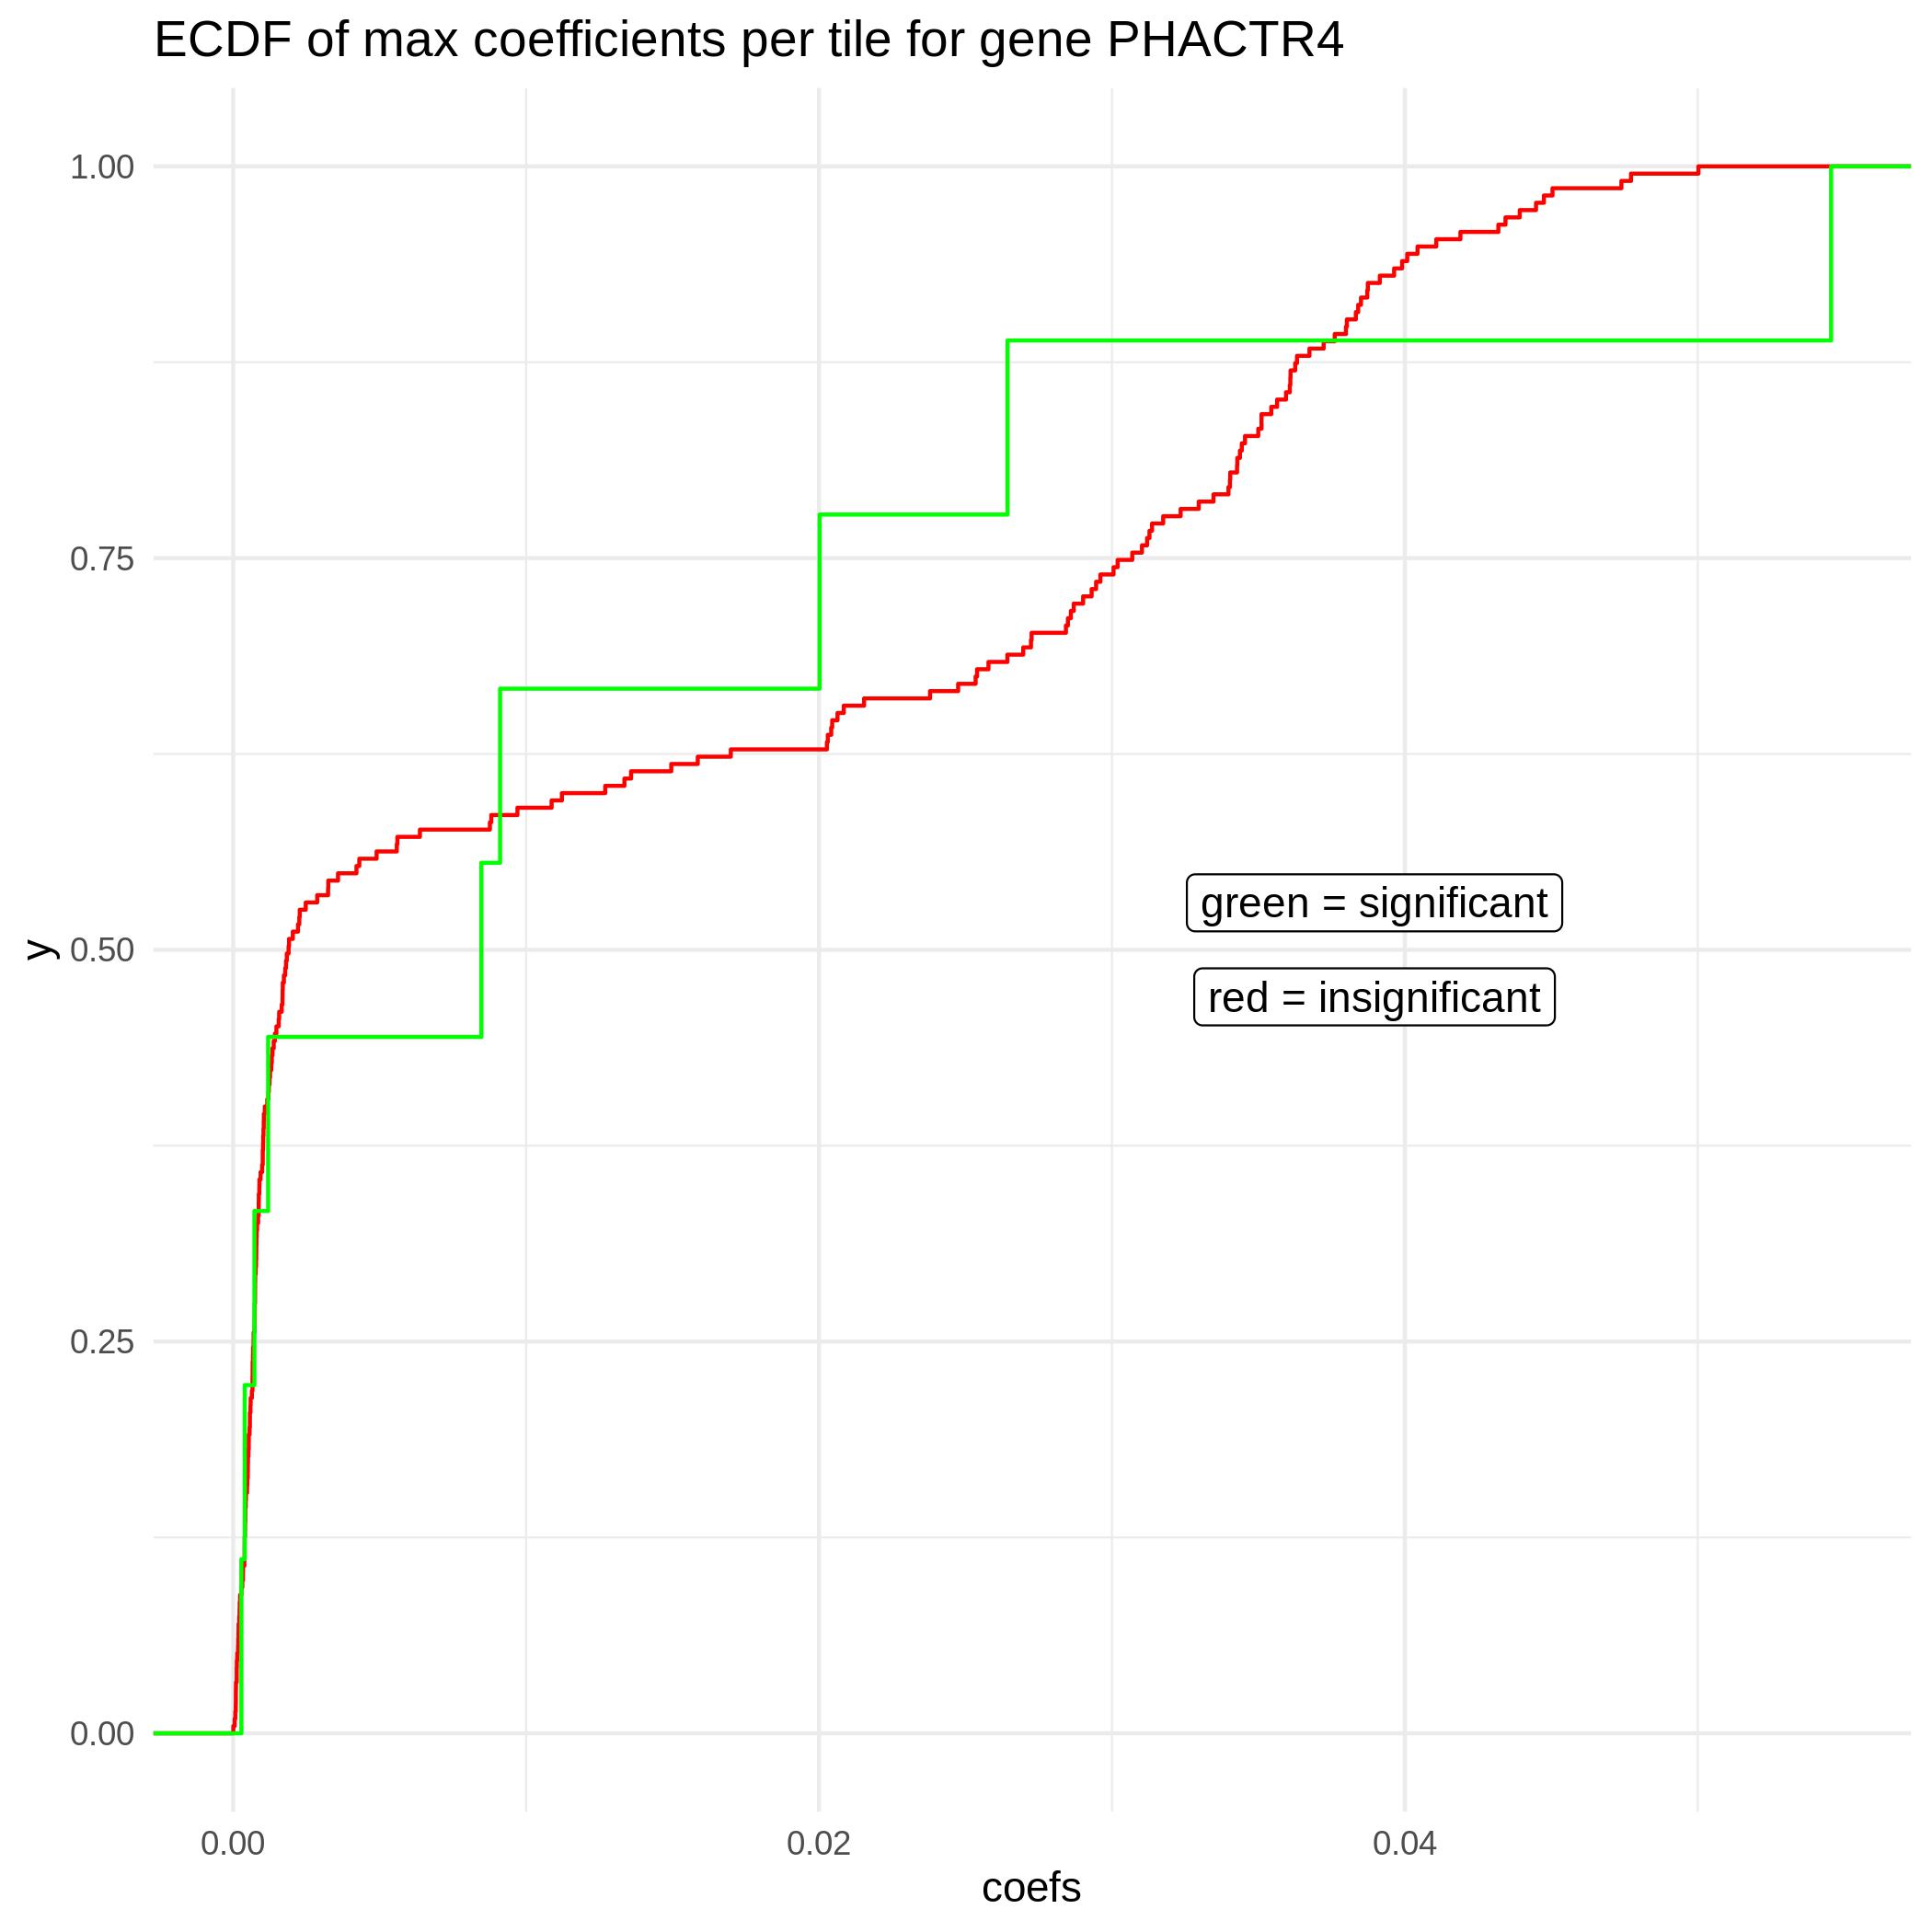 ECDF of max coefficients per tile for gene PHACTR4
1.00
0.75
0.50
0.25
0.00
y
green = significant
red = insignificant
0.00 0.02 0.04
coefs